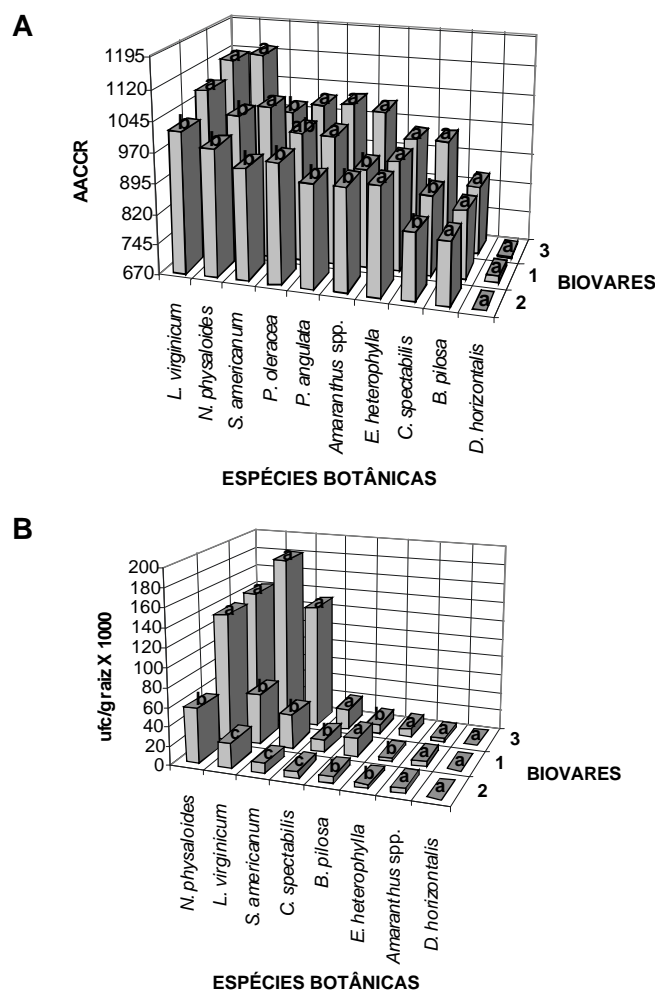 A
1195
1120
1045
970
895
820
745
670
AACCR
a a
a b a b a a a a a
b b b b ab a b a b a a a
b b b b a a a
3
1
2
BIOVARES
L. virginicum
N. physaloides
S. americanum
P. oleracea
P. angulata
Amaranthus spp.
E. heterophylla
C. spectabilis
B. pilosa
D. horizontalis
ESPÉCIES BOTÂNICAS
B
200
180
160
140
120
100
80
60
40
20
0
ufc/g raiz X 1000
a
a a a
b b b a b a a a
b c c c b b a a
3
1
2
BIOVARES
N. physaloides
L. virginicum
S. americanum
C. spectabilis
B. pilosa
E. heterophylla
Amaranthus spp.
D. horizontalis
ESPÉCIES BOTÂNICAS